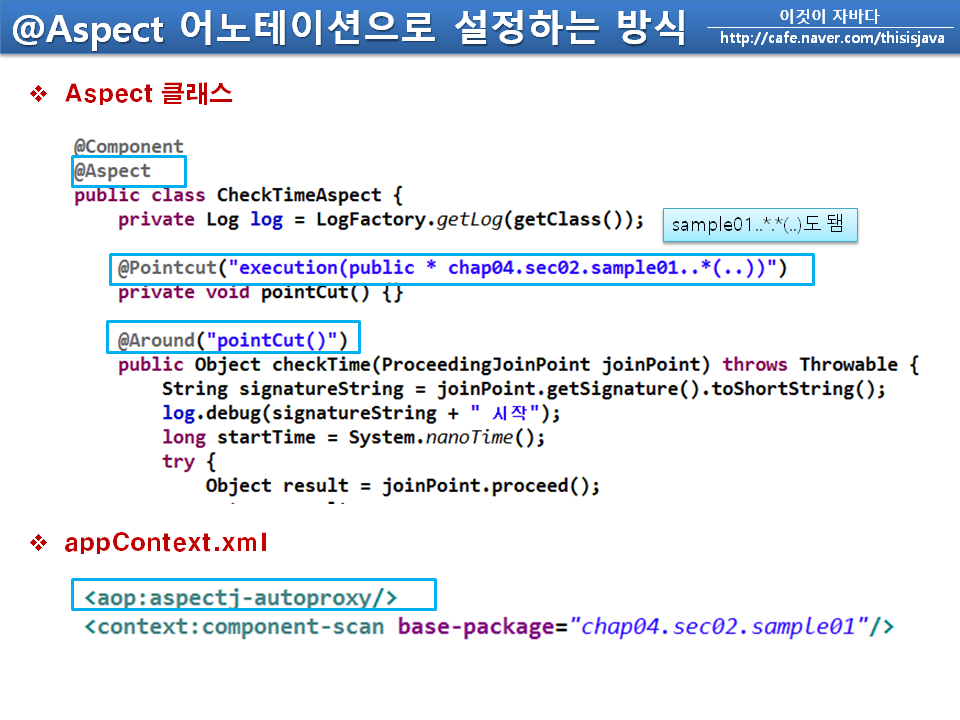 @Aspect 어노테이션으로 설정하는 방식
이것이 자바다
http://cafe.naver.com/thisisjava
Aspect 클래스
@Component
@Aspect
public class CheckTimeAspect {
private Log log = LogFactory.getLog(getClass());
sample01..*.*(..)도 됌
@Pointcut("execution(public * chap04.sec02.sample01..*(..))")
private void pointCut() {}
@Around("pointCut()")
public Object checkTime(ProceedingJoinPoint joinPoint) throws Throwable {
String signatureString = joinPoint.getSignature().toShortString();
log.debug(signatureString + " 시작");
long startTime = System.nanoTime();
try {
Object result = joinPoint.proceed();
appContext.xml
<aop:aspectj-autoproxy/>
<context:component-scan base-package="chap04.sec02.sample01"/>